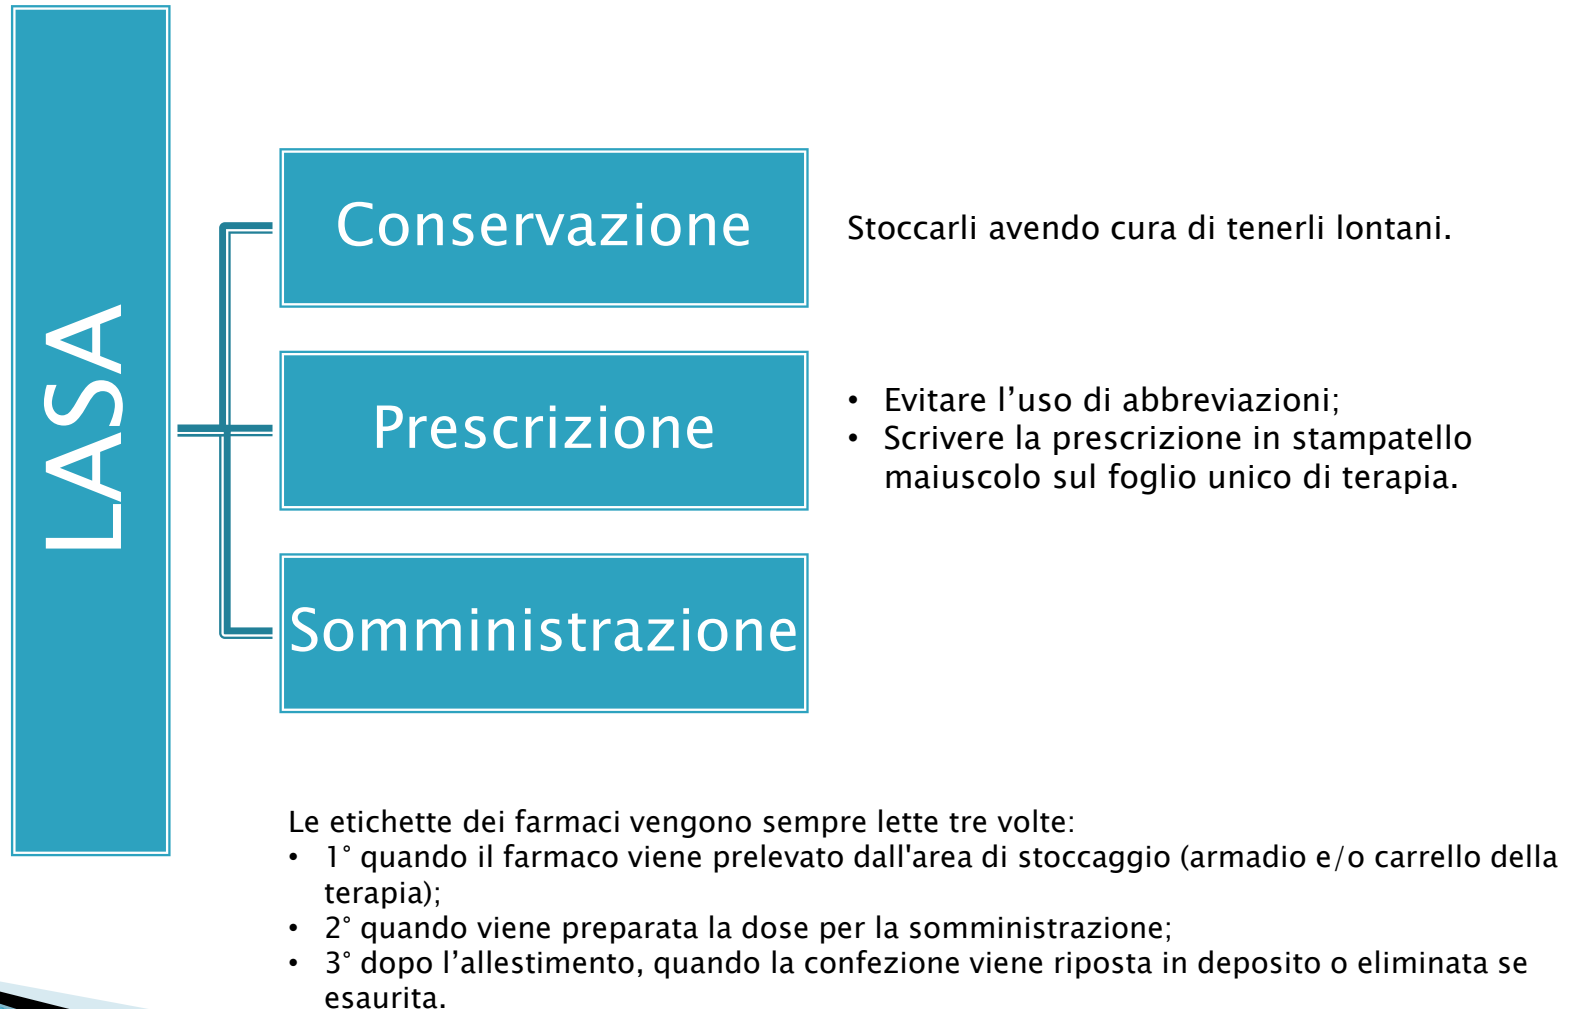 LASA
Conservazione
Stoccarli avendo cura di tenerli lontani.
Prescrizione
• Evitare l’uso di abbreviazioni;
• Scrivere la prescrizione in stampatello
maiuscolo sul foglio unico di terapia.
Somministrazione
Le etichette dei farmaci vengono sempre lette tre volte:
• 1° quando il farmaco viene prelevato dall'area di stoccaggio (armadio e/o carrello della
terapia);
• 2° quando viene preparata la dose per la somministrazione;
• 3° dopo l’allestimento, quando la confezione viene riposta in deposito o eliminata se
esaurita.